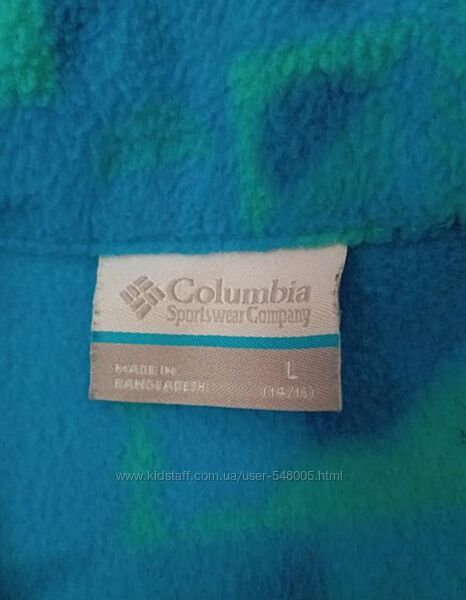 Columbia
Sportswear Company
MADE IN
BANGLADESH
L
(14/16)
www.kidstaff.com.ua/user-548005.html